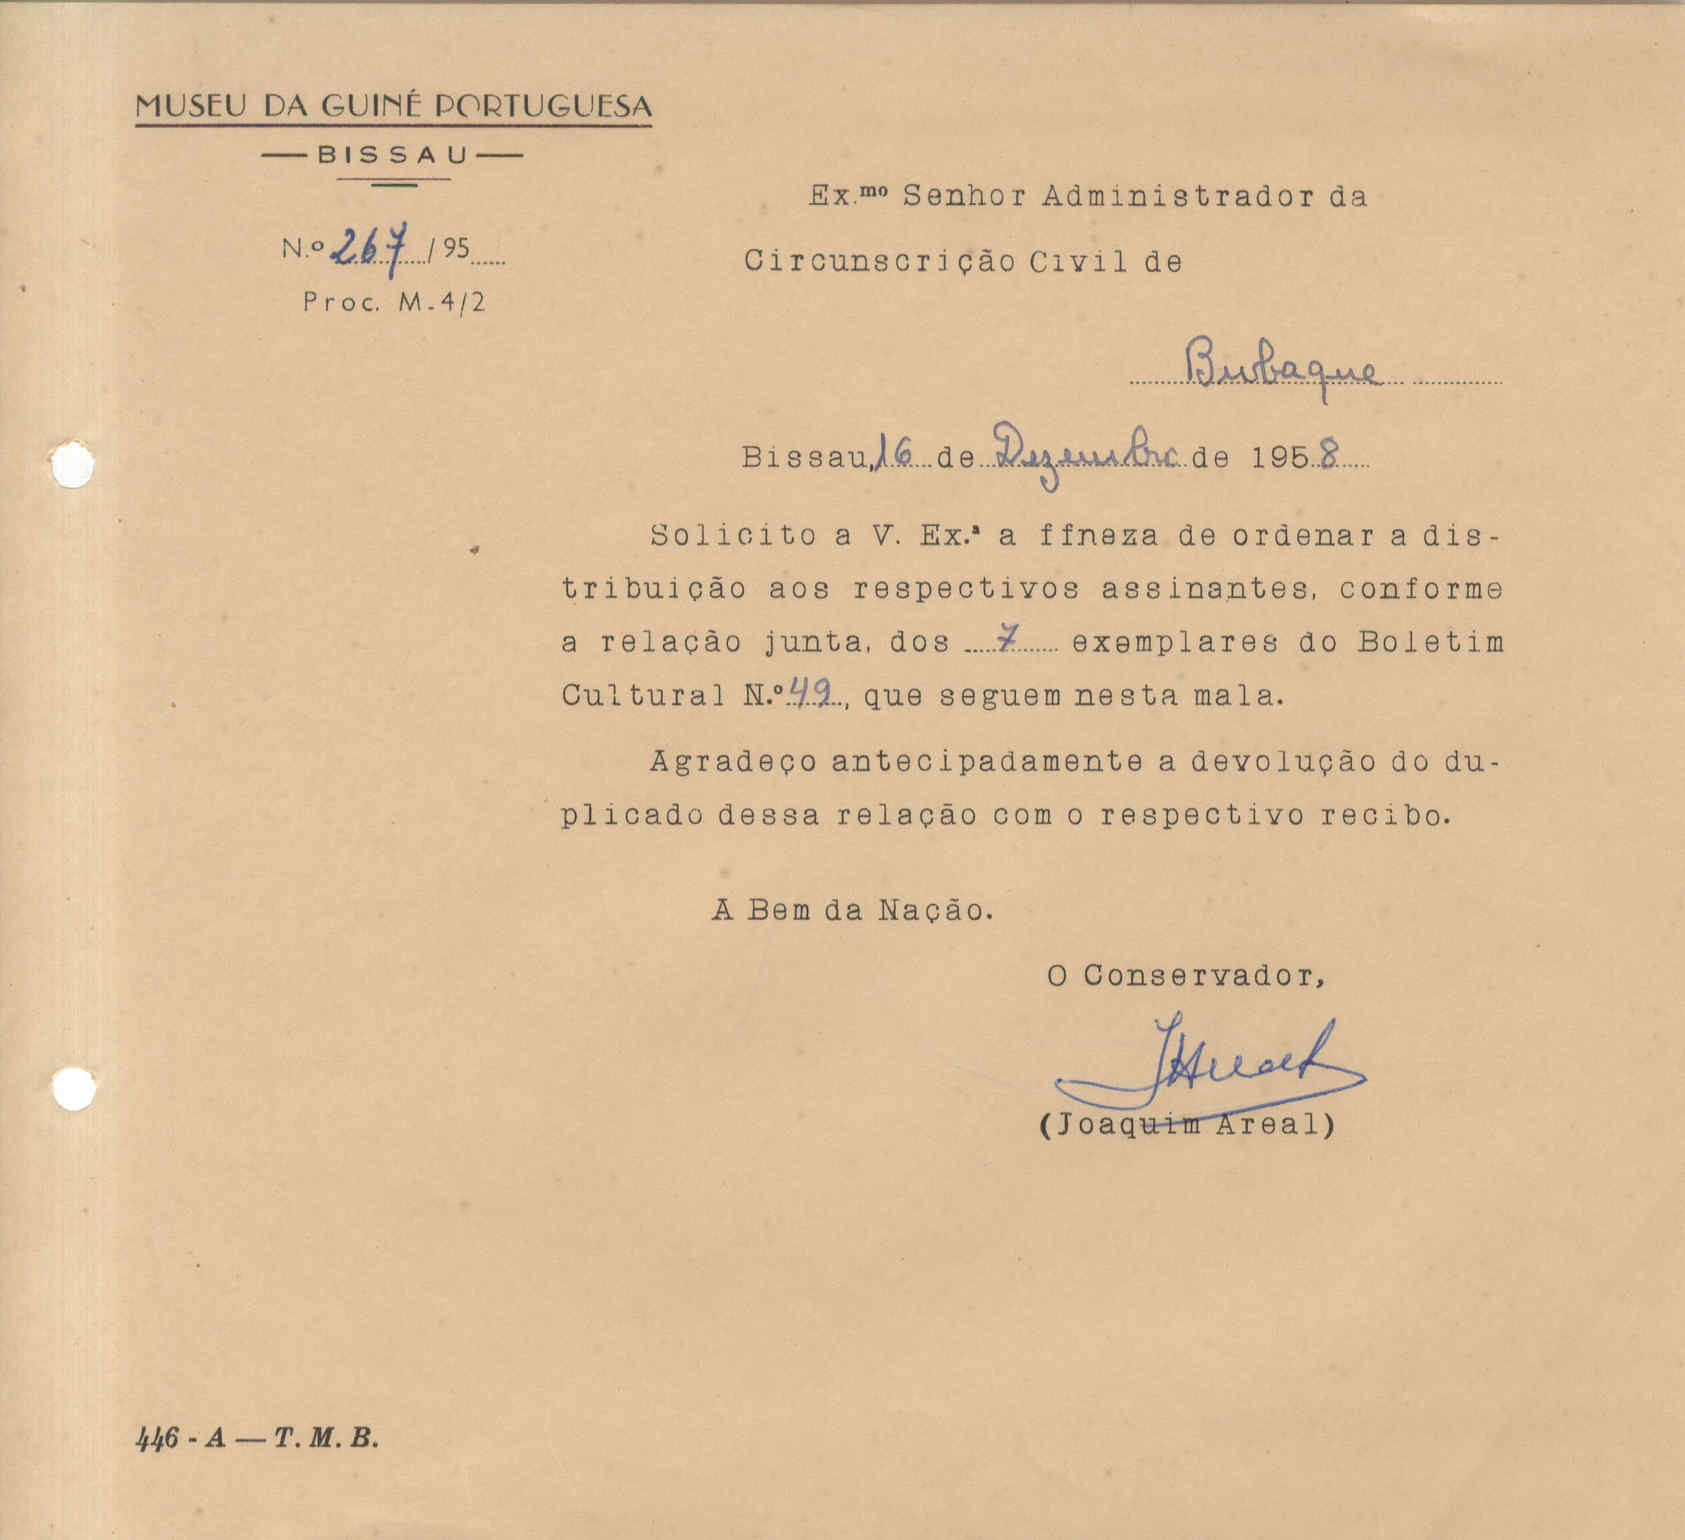 MUSEU DA GUINÉ PORTUGUESA
— BISSAU —
N.º 267 / 95
Proc. M-4/2
Ex.mo Senhor Administrador da
Circunscrição Civil de
Bubaque
Bissau, 16 de Dezembro de 1958
Solicito a V. Ex.ª a ffneza de ordenar a dis-
tribuição aos respectivos assinantes, conforme
a relação junta, dos 7 exemplares do Boletim
Cultural N.º 49, que seguem nesta mala.
Agradeço antecipadamente a devolução do du-
plicado dessa relação com o respectivo recibo.
A Bem da Nação.
O Conservador,
(Joaquim Areal)
446 - A — T. M. B.